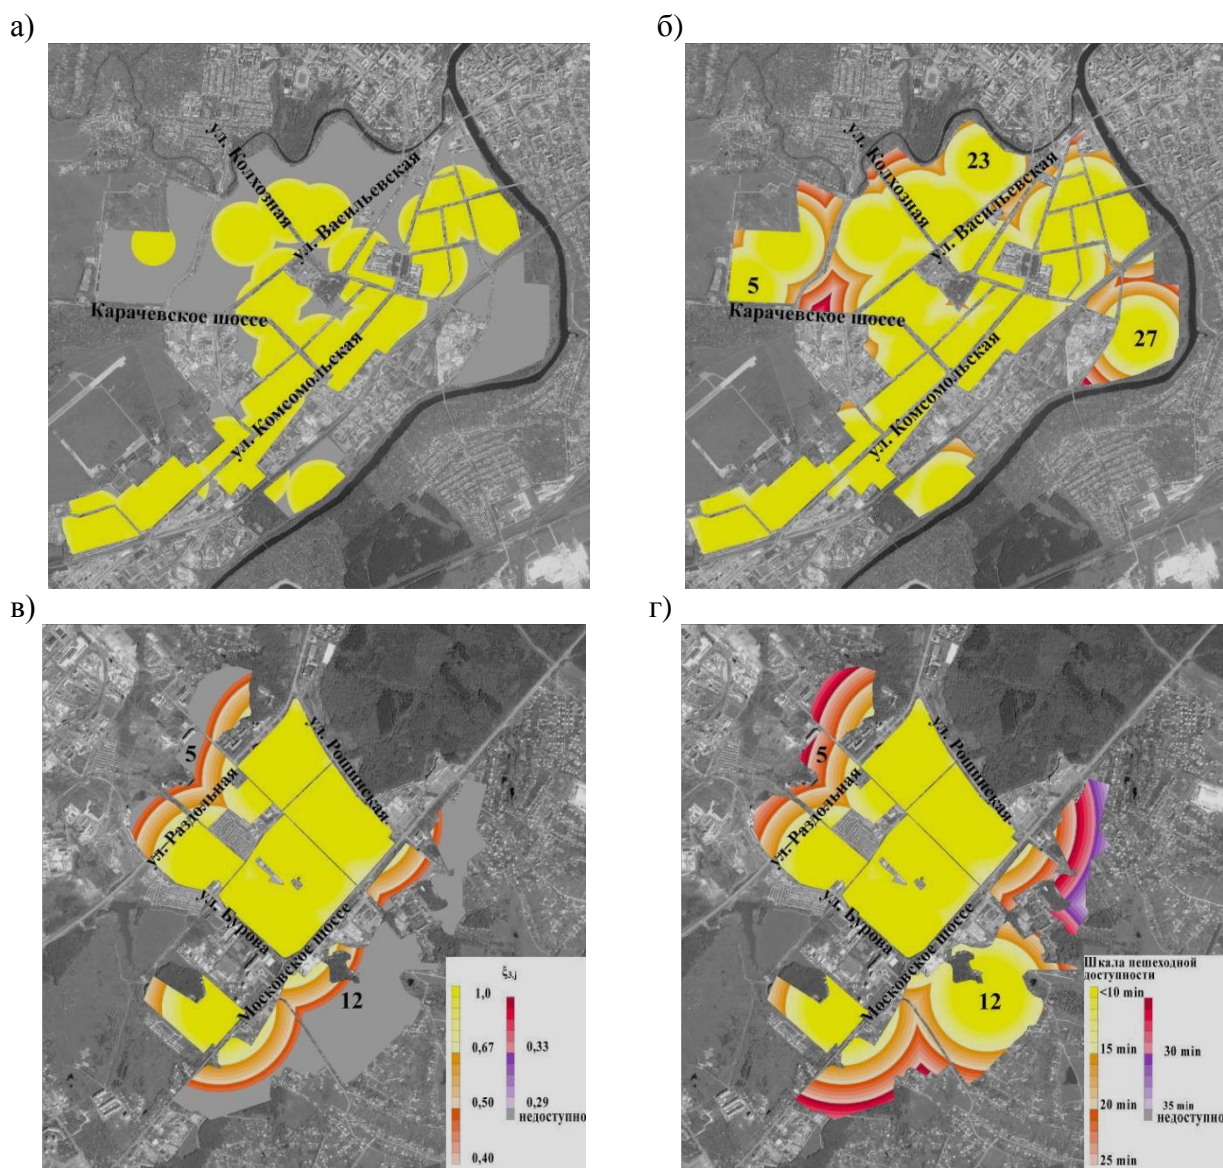 а)
б)
ул. Колхозная
ул. Васильевская
Карачевское шоссе
ул. Комсомольская
ул. Колхозная
23
ул. Васильевская
5
Карачевское шоссе
27
ул. Комсомольская
в)
г)
5
ул. Рощинская
ул. Раздольная
ул. Бурова
Московское шоссе
12
ξ3,j
1,0
0,67
0,33
0,50
0,29
недоступно
0,40
5
ул. Рощинская
ул. Раздольная
ул. Бурова
Московское шоссе
12
Шкала пешеходной
доступности
<10 min
15 min
30 min
20 min
35 min
недоступно
25 min